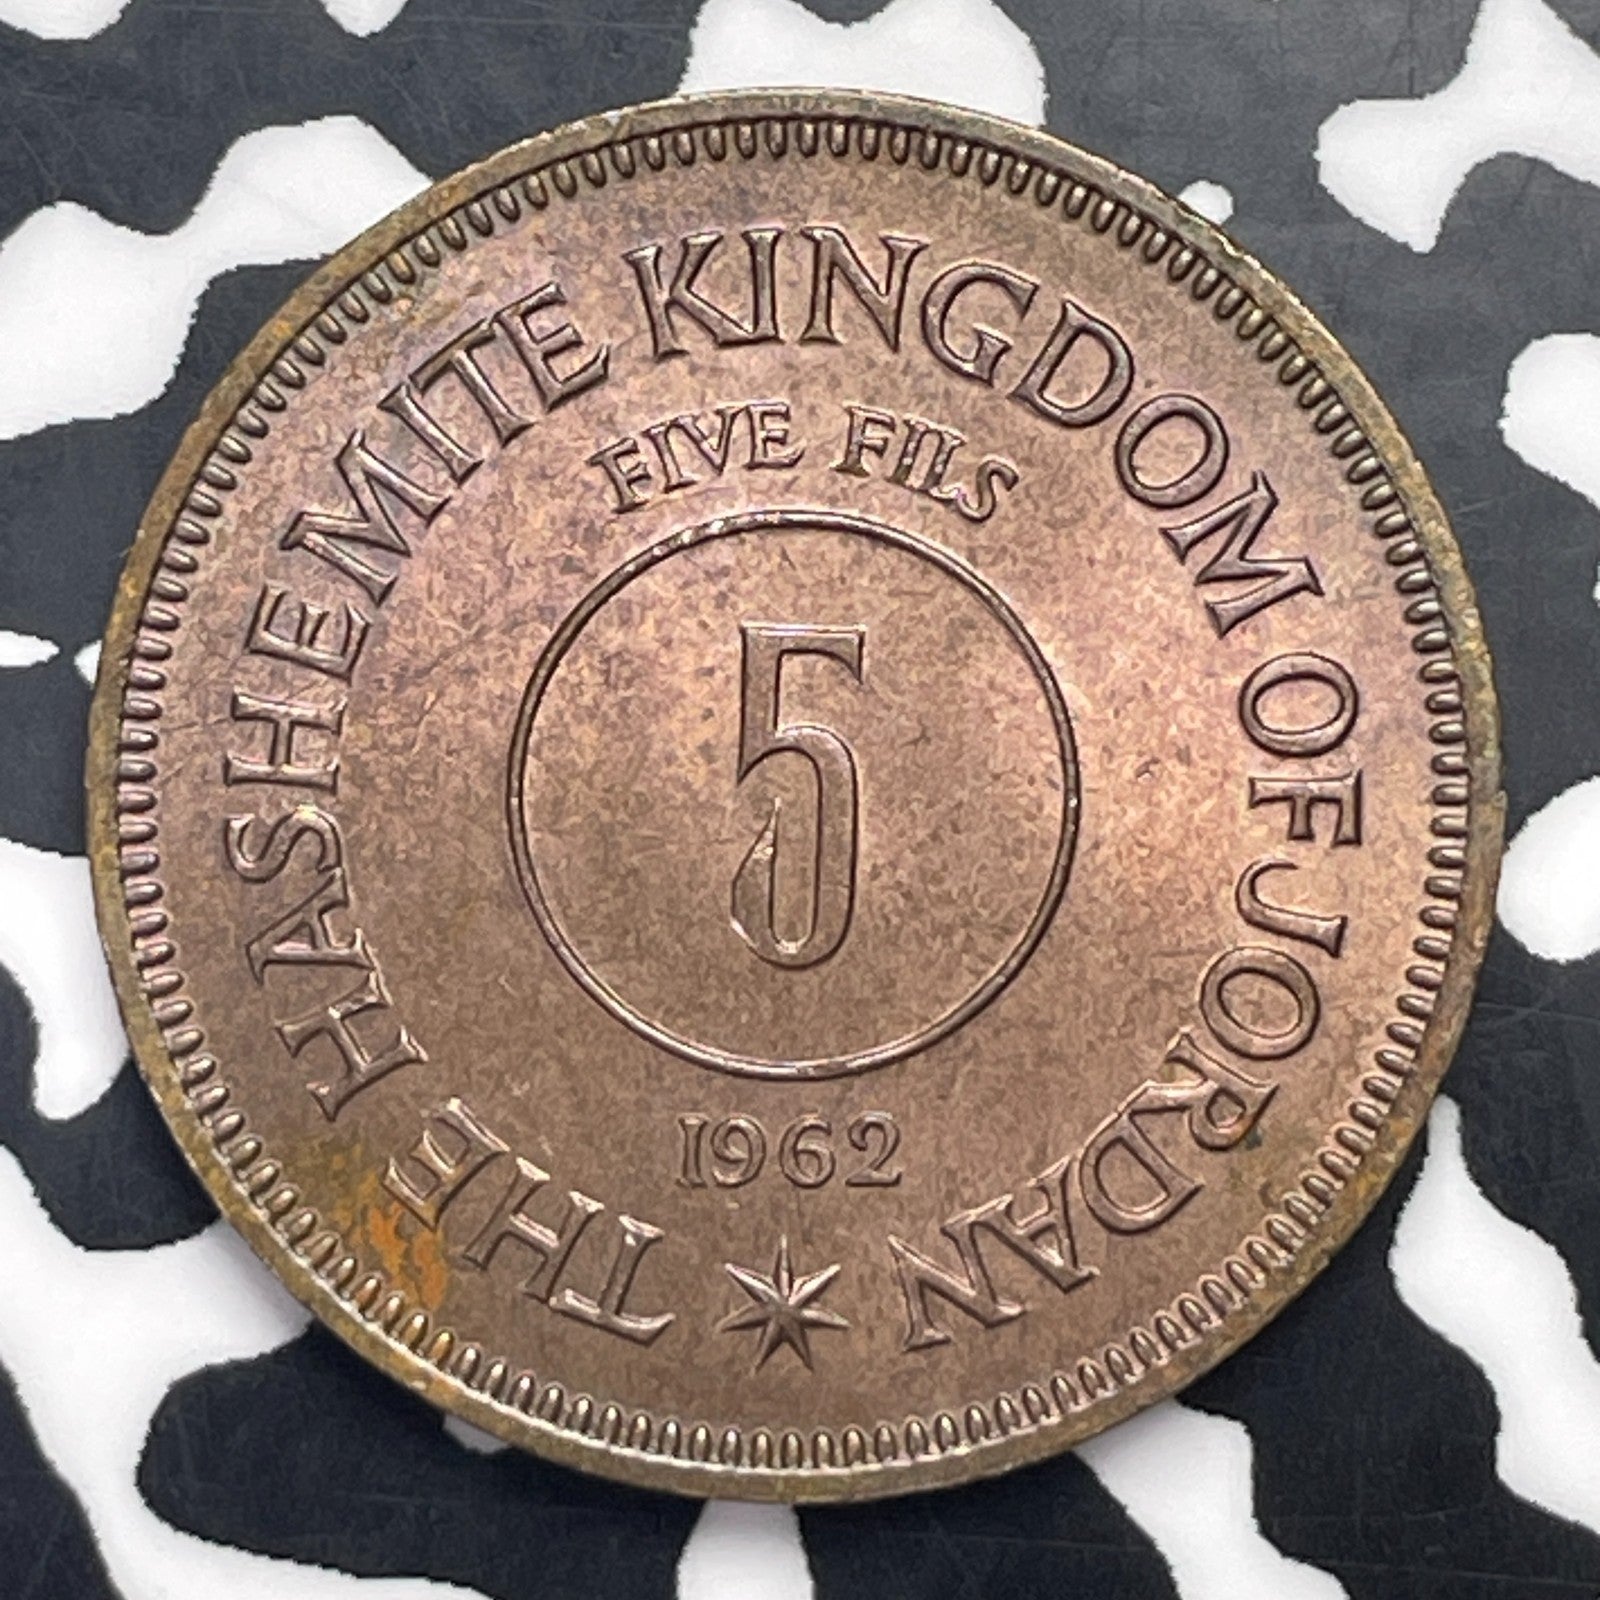 THE HASHEMITE KINGDOM OF JORDAN
FIVE FILS
5
1962